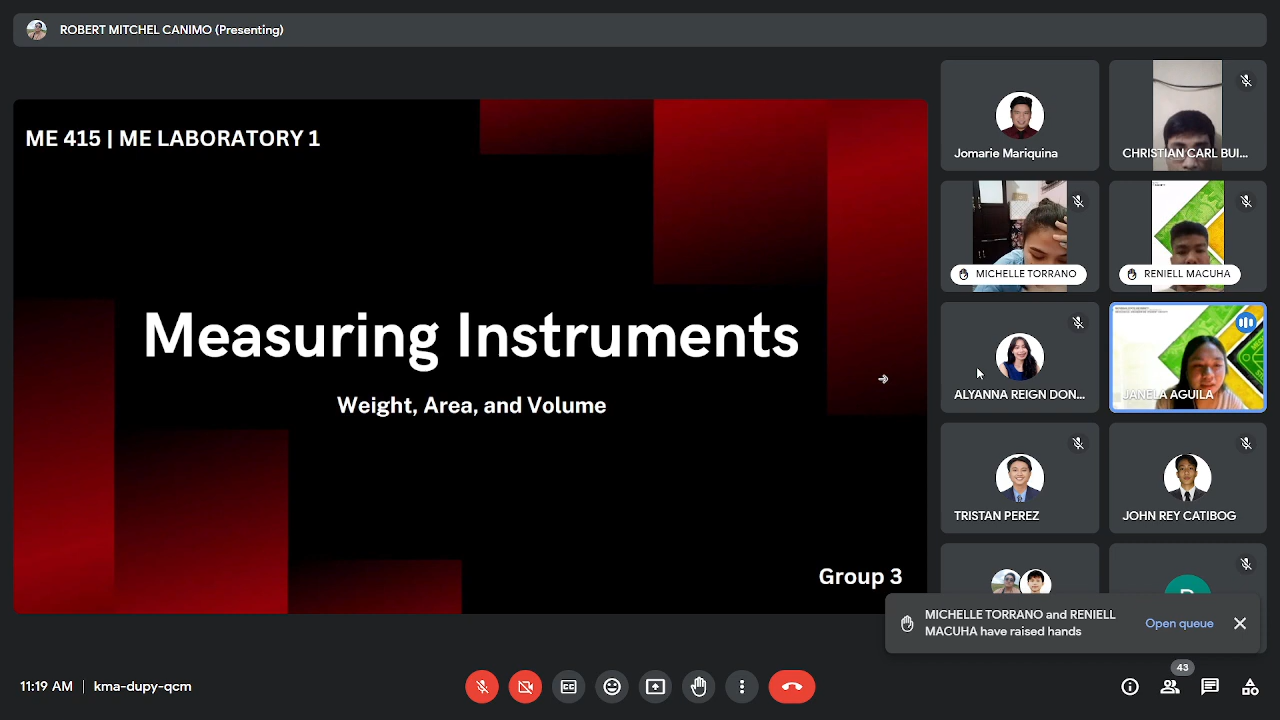 ROBERT MITCHEL CANIMO (Presenting)
ME 415 | ME LABORATORY 1
Measuring Instruments
Weight, Area, and Volume
Group 3
Jomarie Mariquina
CHRISTIAN CARL BUI...
MICHELLE TORRANO
RENIELL MACUHA
ALYANNA REIGN DON...
JANELA AGUILA
TRISTAN PEREZ
JOHN REY CATIBOG
MICHELLE TORRANO and RENIELL
MACUHA have raised hands
Open queue
11:19 AM | kma-dupy-qcm
43